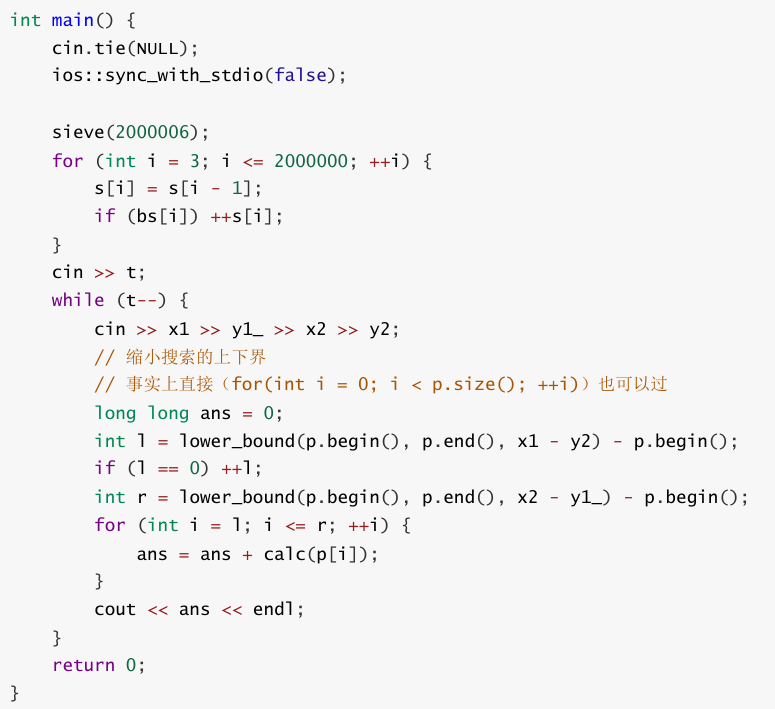 int main() {
    cin.tie(NULL);
    ios::sync_with_stdio(false);

    sieve(2000006);
    for (int i = 3; i <= 2000000; ++i) {
        s[i] = s[i - 1];
        if (bs[i]) ++s[i];
    }
    cin >> t;
    while (t--) {
        cin >> x1 >> y1_ >> x2 >> y2;
        // 缩小搜索的上下界
        // 事实上直接（for(int i = 0; i < p.size(); ++i)）也可以过
        long long ans = 0;
        int l = lower_bound(p.begin(), p.end(), x1 - y2) - p.begin();
        if (l == 0) ++l;
        int r = lower_bound(p.begin(), p.end(), x2 - y1_) - p.begin();
        for (int i = l; i <= r; ++i) {
            ans = ans + calc(p[i]);
        }
        cout << ans << endl;
    }
    return 0;
}